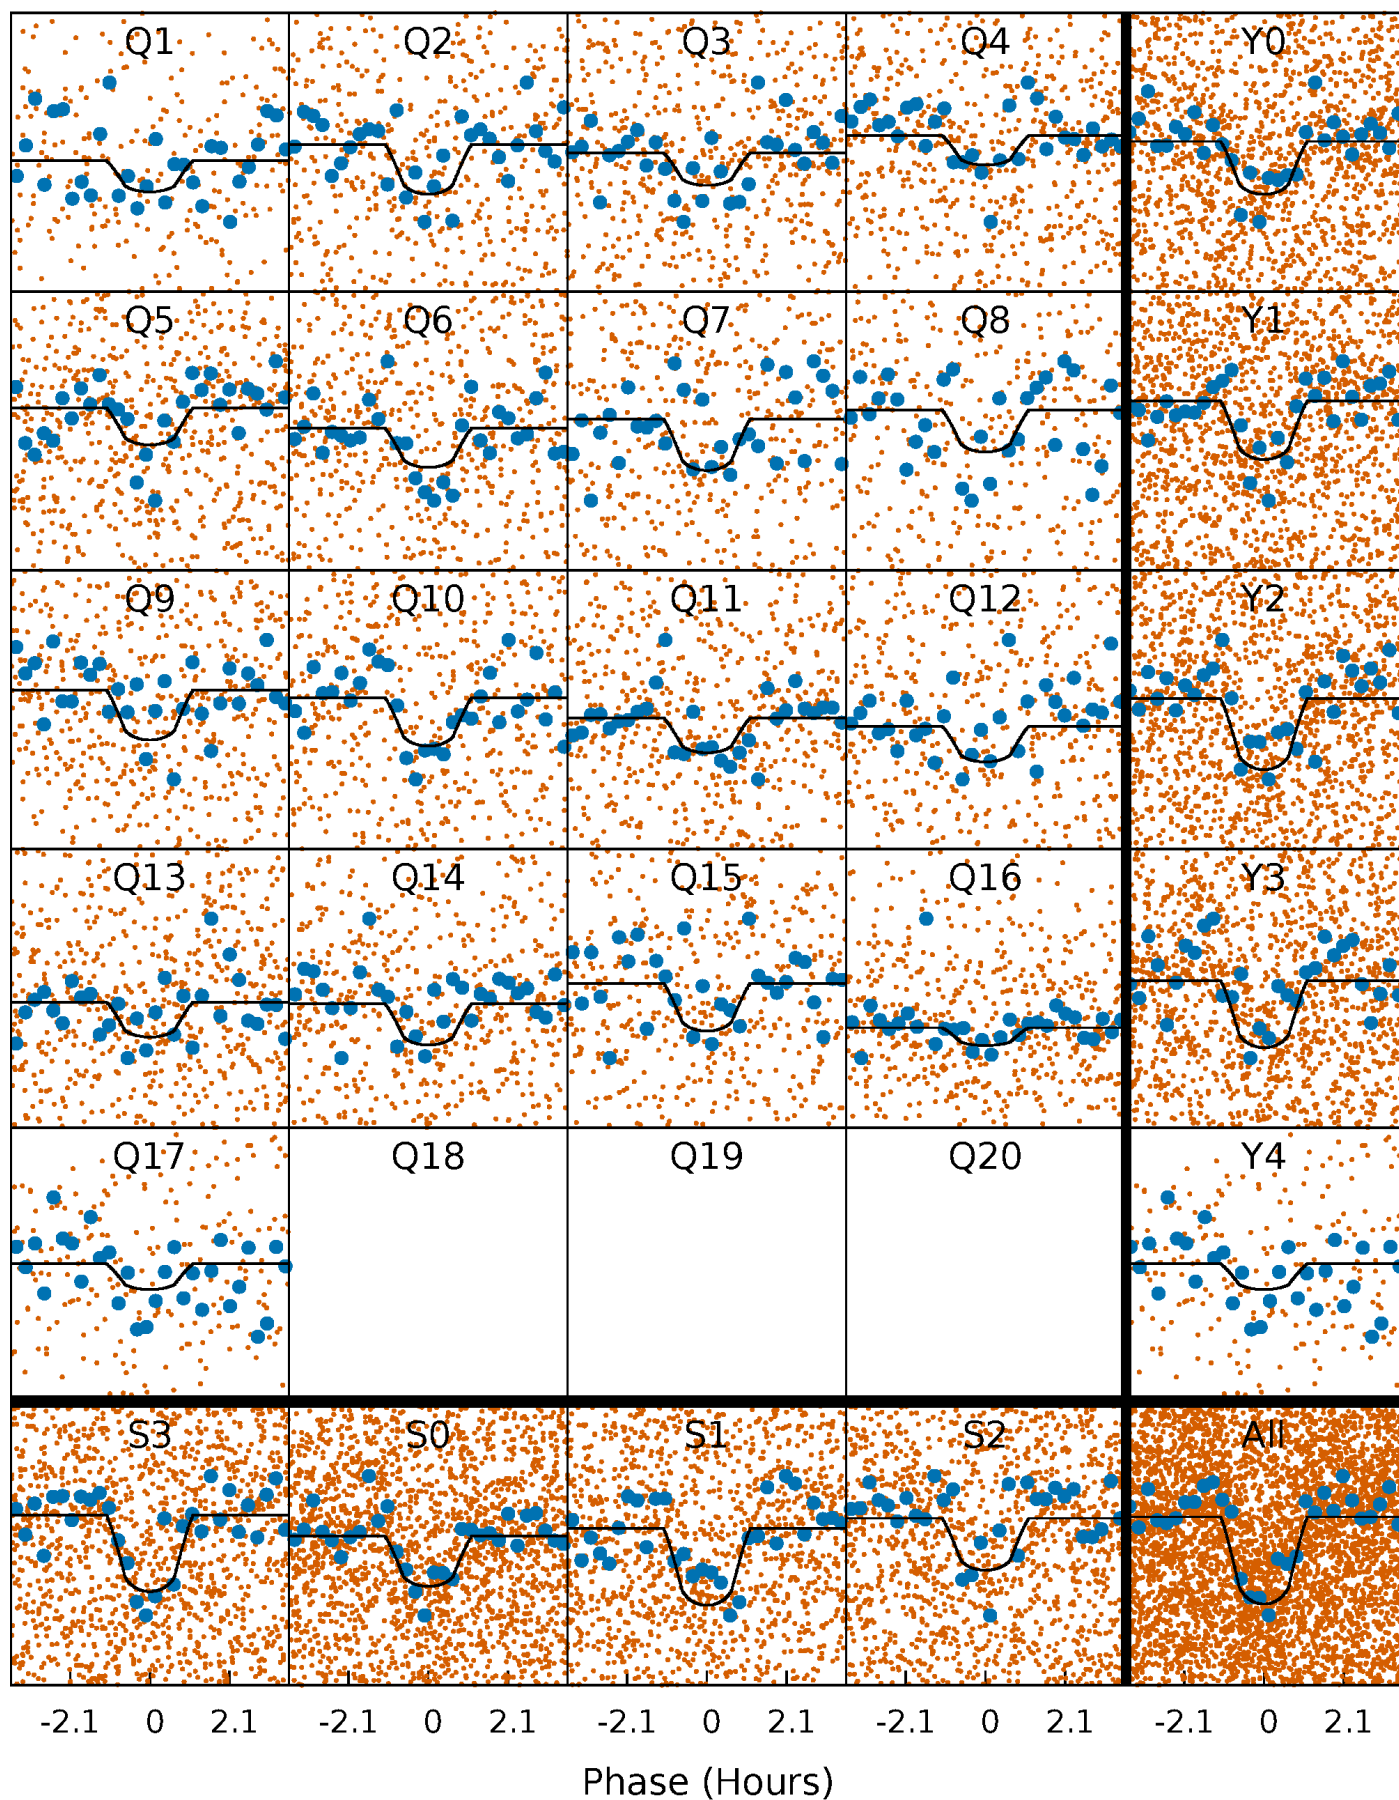 Q1 Q2 Q3 Q4 Y0
Q5 Q6 Q7 Q8 Y1
Q9 Q10 Q11 Q12 Y2
Q13 Q14 Q15 Q16 Y3
Q17 Q18 Q19 Q20 Y4
S3 S0 S1 S2 All
-2.1 0 2.1 -2.1 0 2.1 -2.1 0 2.1 -2.1 0 2.1 -2.1 0 2.1
Phase (Hours)